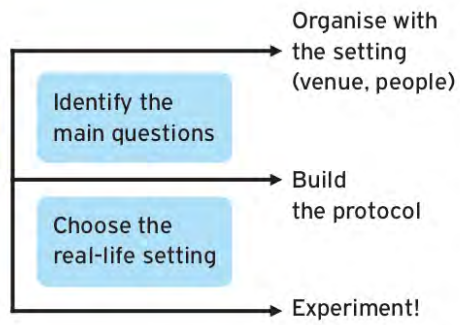 Organise with
the setting
(venue, people)
Identify the
main questions
Build
the protocol
Choose the
real-life setting
Experiment!